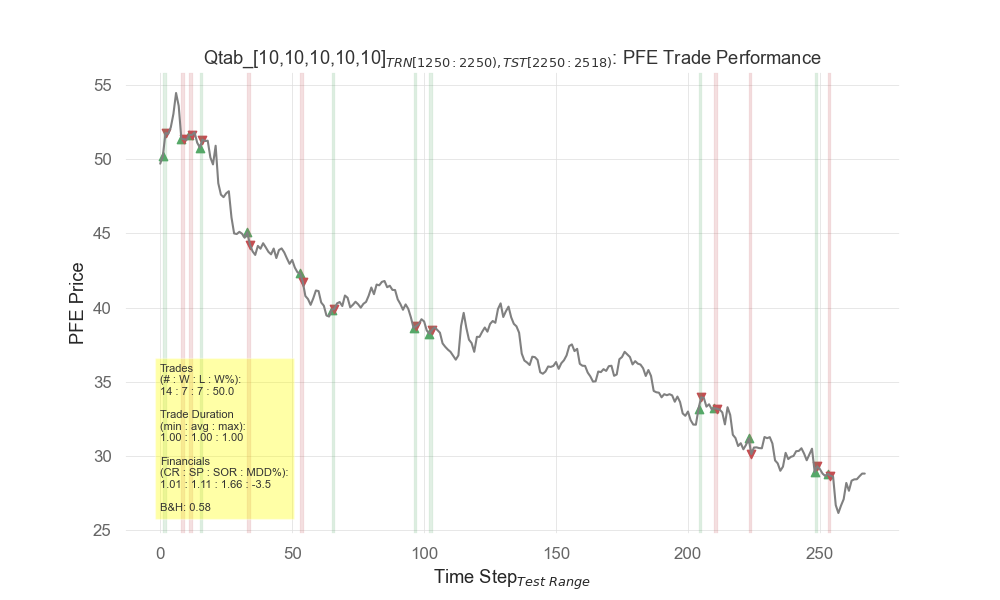 Qtab_[10,10,10,10,10]TRN[1250:2250),TST[2250:2518): PFE Trade Performance
55
50
45
40
35
30
25
PFE Price
Trades
(# : W : L : W%):
14 : 7 : 7 : 50.0
Trade Duration
(min : avg : max):
1.00 : 1.00 : 1.00
Financials
(CR : SP : SOR : MDD%):
1.01 : 1.11 : 1.66 : -3.5
B&H: 0.58
0 50 100 150 200 250
Time StepTest Range